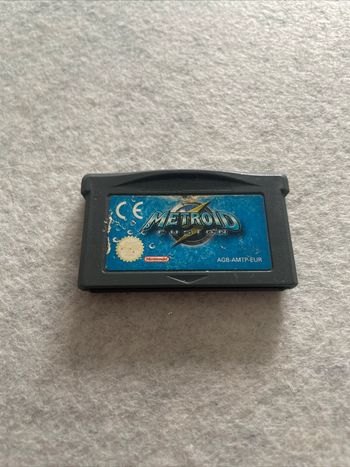 CE
METROID
FUSION
Nintendo
AGB-AMTP-EUR